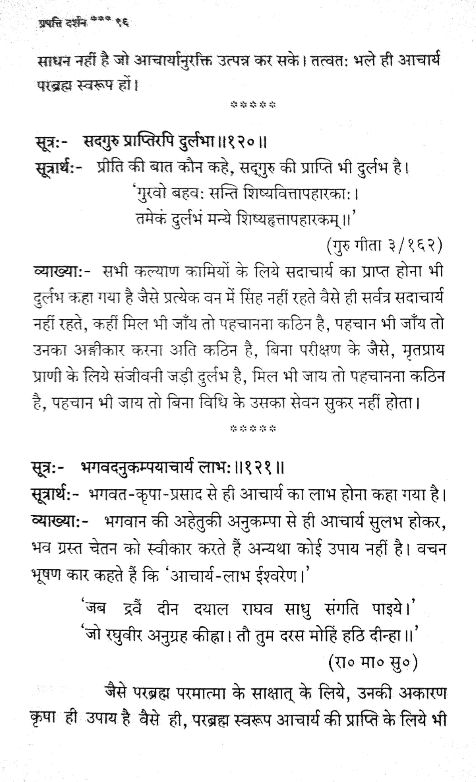 प्रपत्ति दर्शन *** ९६
साधन नहीं है जो आचार्यानुरक्ति उत्पन्न कर सके। तत्वतः भले ही आचार्य
परब्रह्म स्वरूप हों।
*****
सूत्रः- सदगुरु प्राप्तिरपि दुर्लभा॥१२०॥
सूत्रार्थः- प्रीति की बात कौन कहे, सद्‌गुरु की प्राप्ति भी दुर्लभ है।
‘गुरवो बहवः सन्ति शिष्यवित्तापहारकाः।
तमेकं दुर्लभं मन्ये शिष्यहृत्तापहारकम्॥’
(गुरु गीता ३/१६२)
व्याख्याः- सभी कल्याण कामियों के लिये सदाचार्य का प्राप्त होना भी
दुर्लभ कहा गया है जैसे प्रत्येक वन में सिंह नहीं रहते वैसे ही सर्वत्र सदाचार्य
नहीं रहते, कहीं मिल भी जाँय तो पहचानना कठिन है, पहचान भी जाँय तो
उनका अङ्गीकार करना अति कठिन है, बिना परीक्षण के जैसे, मृतप्राय
प्राणी के लिये संजीवनी जड़ी दुर्लभ है, मिल भी जाय तो पहचानना कठिन
है, पहचान भी जाय तो बिना विधि के उसका सेवन सुकर नहीं होता।
*****
सूत्रः- भगवदनुकम्पयाचार्य लाभः॥१२१॥
सूत्रार्थः- भगवत-कृपा-प्रसाद से ही आचार्य का लाभ होना कहा गया है।
व्याख्याः- भगवान की अहेतुकी अनुकम्पा से ही आचार्य सुलभ होकर,
भव ग्रस्त चेतन को स्वीकार करते हैं अन्यथा कोई उपाय नहीं है। वचन
भूषण कार कहते हैं कि ‘आचार्य-लाभ ईश्वरेण।’
‘जब द्रवैं दीन दयाल राघव साधु संगति पाइये।’
‘जो रघुवीर अनुग्रह कीह्ना। तौ तुम दरस मोहिं हठि दीन्हा॥’
(रा० मा० सु०)
जैसे परब्रह्म परमात्मा के साक्षात् के लिये, उनकी अकारण
कृपा ही उपाय है वैसे ही, परब्रह्म स्वरूप आचार्य की प्राप्ति के लिये भी